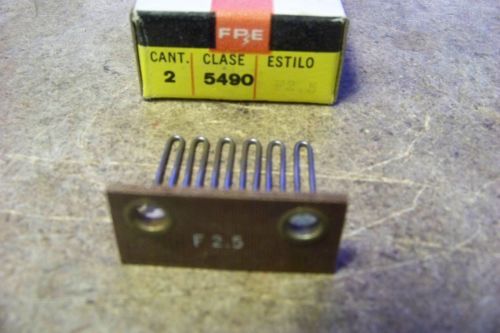 FPE
CANT. CLASE ESTILO
2 5490 F2.5
F 2.5